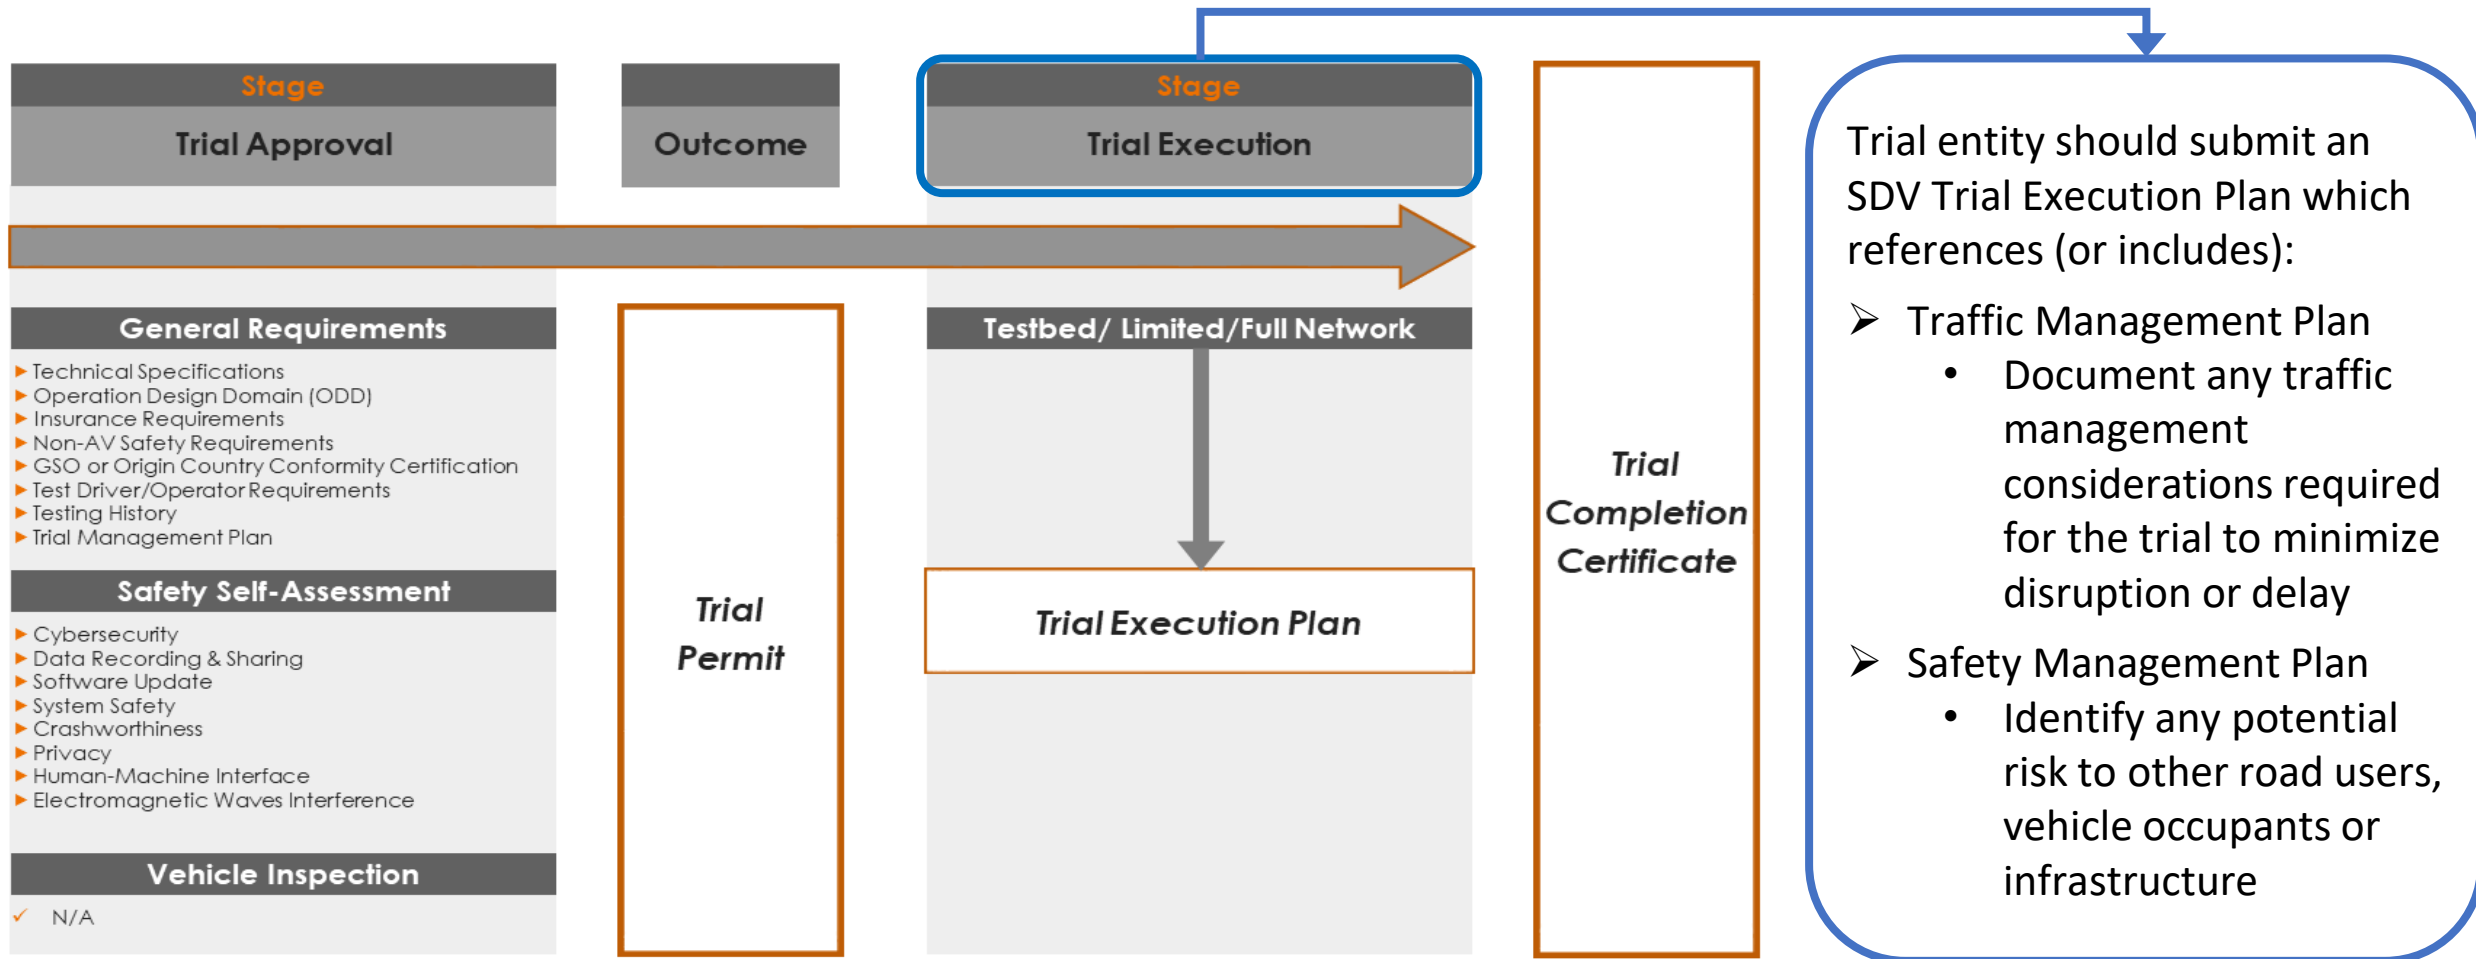 Stage
Trial Approval
General Requirements
Technical Specifications
Operation Design Domain (ODD)
Insurance Requirements
Non-AV Safety Requirements
GSO or Origin Country Conformity Certification
Test Driver/Operator Requirements
Testing History
Trial Management Plan
Safety Self-Assessment
Cybersecurity
Data Recording & Sharing
Software Update
System Safety
Crashworthiness
Privacy
Human-Machine Interface
Electromagnetic Waves Interference
Vehicle Inspection
✓ N/A
Outcome
Trial
Permit
Stage
Trial Execution
Testbed/ Limited/Full Network
Trial Execution Plan
Trial
Completion
Certificate
Trial entity should submit an
SDV Trial Execution Plan which
references (or includes):
Traffic Management Plan
• Document any traffic
management
considerations required
for the trial to minimize
disruption or delay
Safety Management Plan
• Identify any potential
risk to other road users,
vehicle occupants or
infrastructure